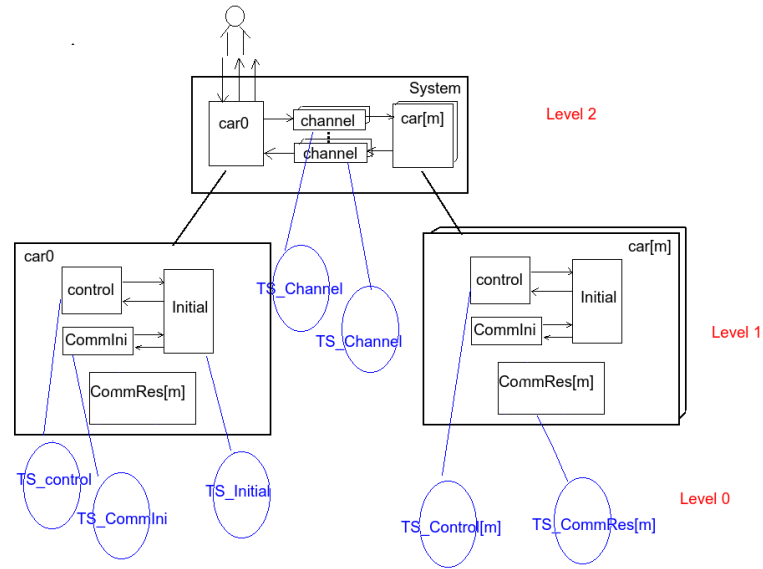 System
Level 2
car0
channel
car[m]
channel
car0
control
Initial
CommIni
CommRes[m]
TS_Channel
TS_Channel
car[m]
control
Initial
CommIni
CommRes[m]
Level 1
TS_control
TS_CommIni
TS_Initial
TS_Control[m]
TS_CommRes[m]
Level 0